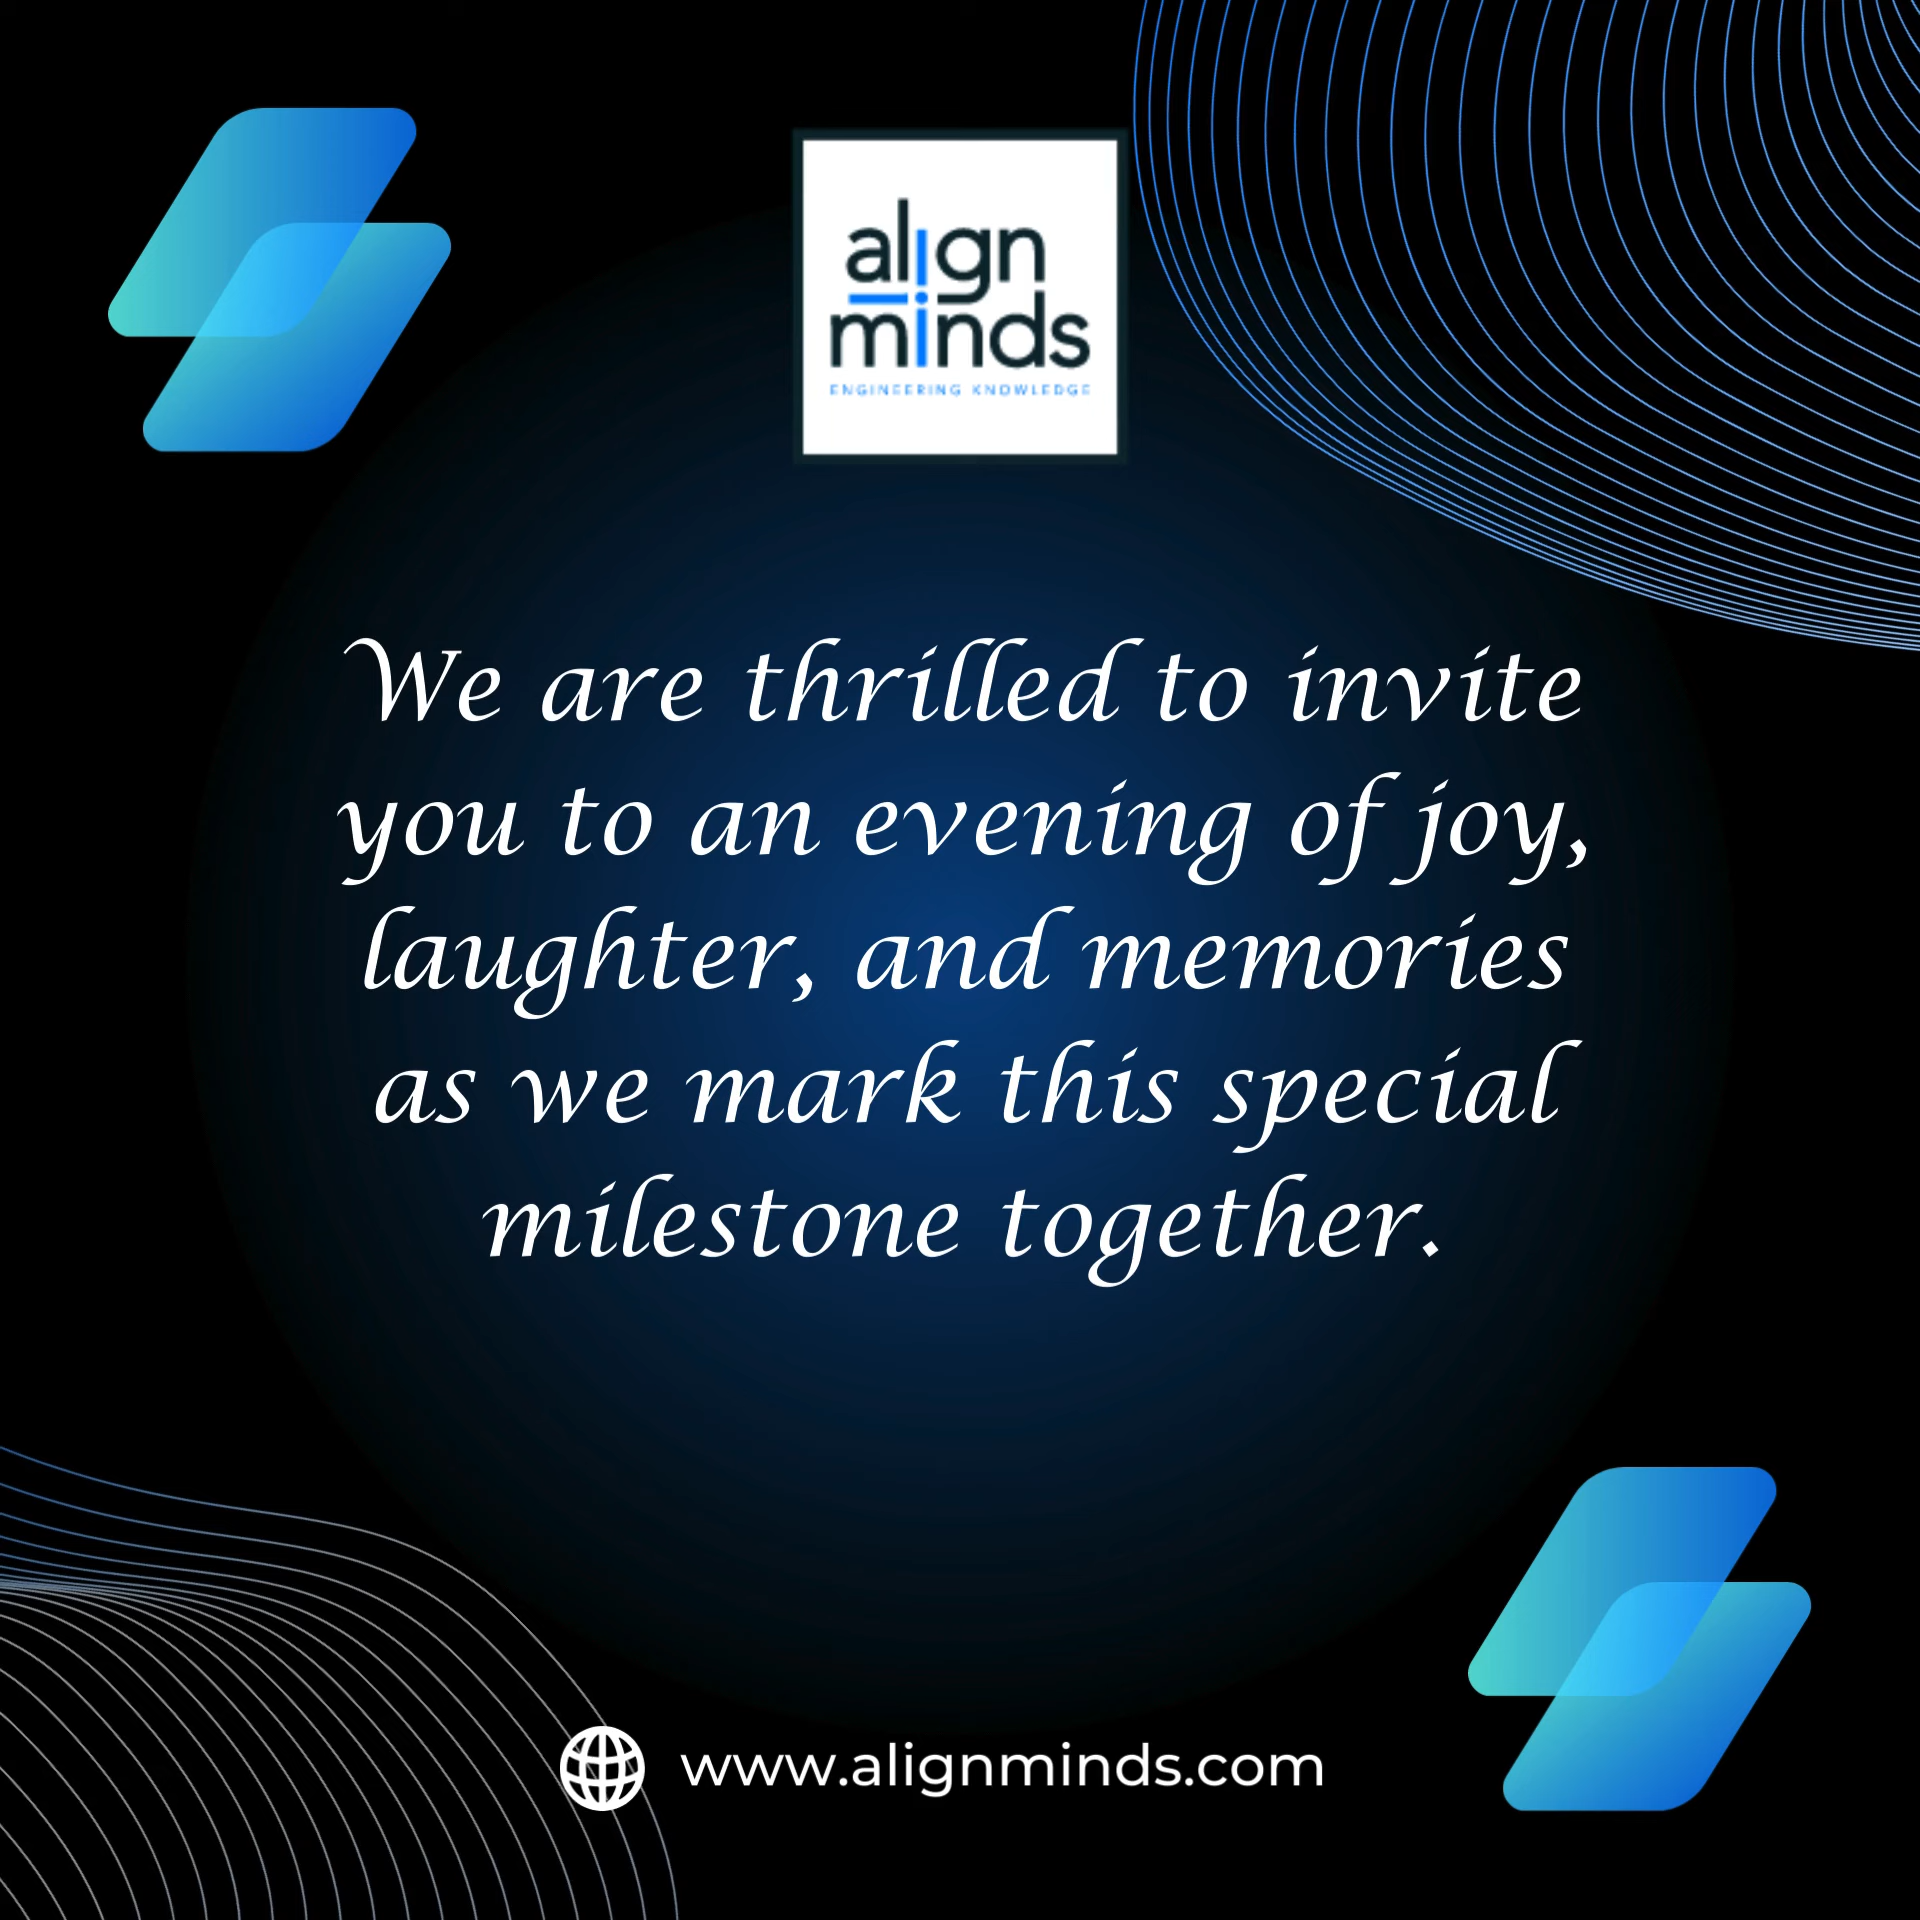 align
minds
ENGINEERING KNOWLEDGE
We are thrilled to invite
you to an evening of joy,
laughter, and memories
as we mark this special
milestone together.
www.alignminds.com